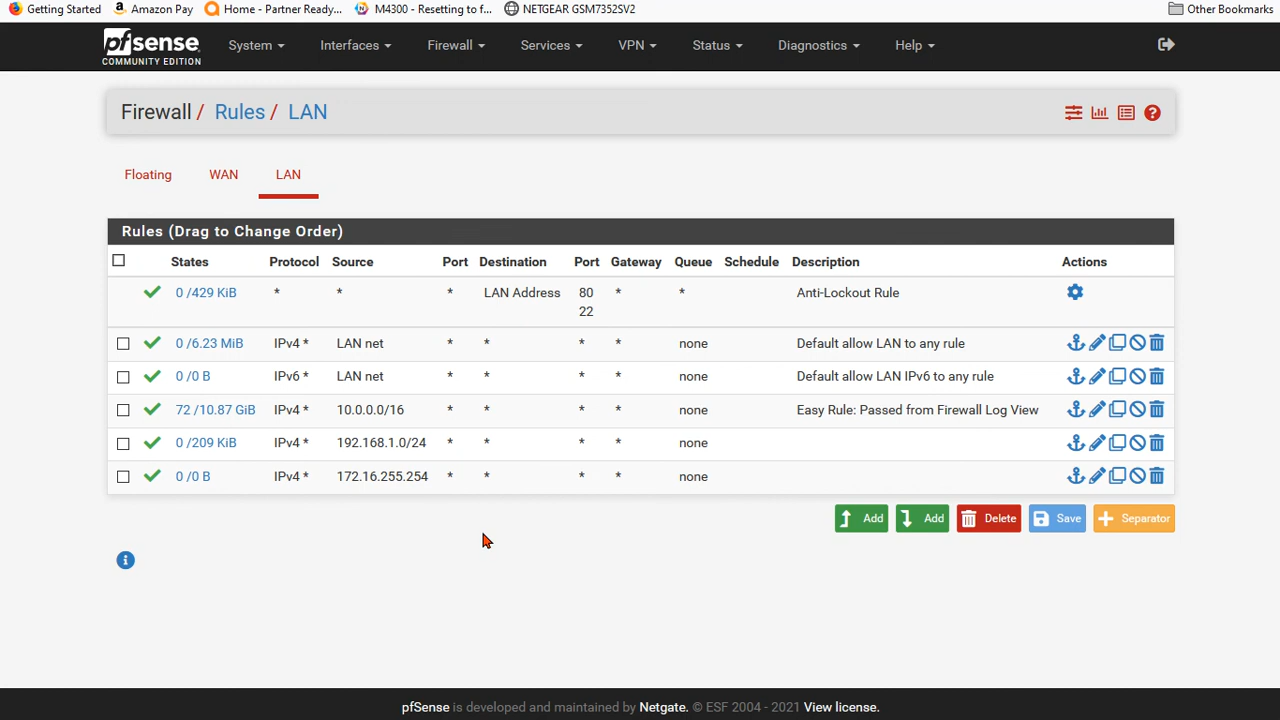 Getting Started Amazon Pay Home - Partner Ready... M4300 - Resetting to f... NETGEAR GSM7352SV2 Other Bookmarks
pfsense COMMUNITY EDITION System Interfaces Firewall Services VPN Status Diagnostics Help
Firewall / Rules / LAN
Floating WAN LAN
Rules (Drag to Change Order)
States Protocol Source Port Destination Port Gateway Queue Schedule Description Actions
0 /429 KiB * * * LAN Address 80 * * Anti-Lockout Rule
22
0 /6.23 MiB IPv4 * LAN net * * * * none Default allow LAN to any rule
0 /0 B IPv6 * LAN net * * * * none Default allow LAN IPv6 to any rule
72 /10.87 GiB IPv4 * 10.0.0.0/16 * * * * none Easy Rule: Passed from Firewall Log View
0 /209 KiB IPv4 * 192.168.1.0/24 * * * * none
0 /0 B IPv4 * 172.16.255.254 * * * * none
Add Add Delete Save Separator
pfSense is developed and maintained by Netgate. © ESF 2004 - 2021 View license.